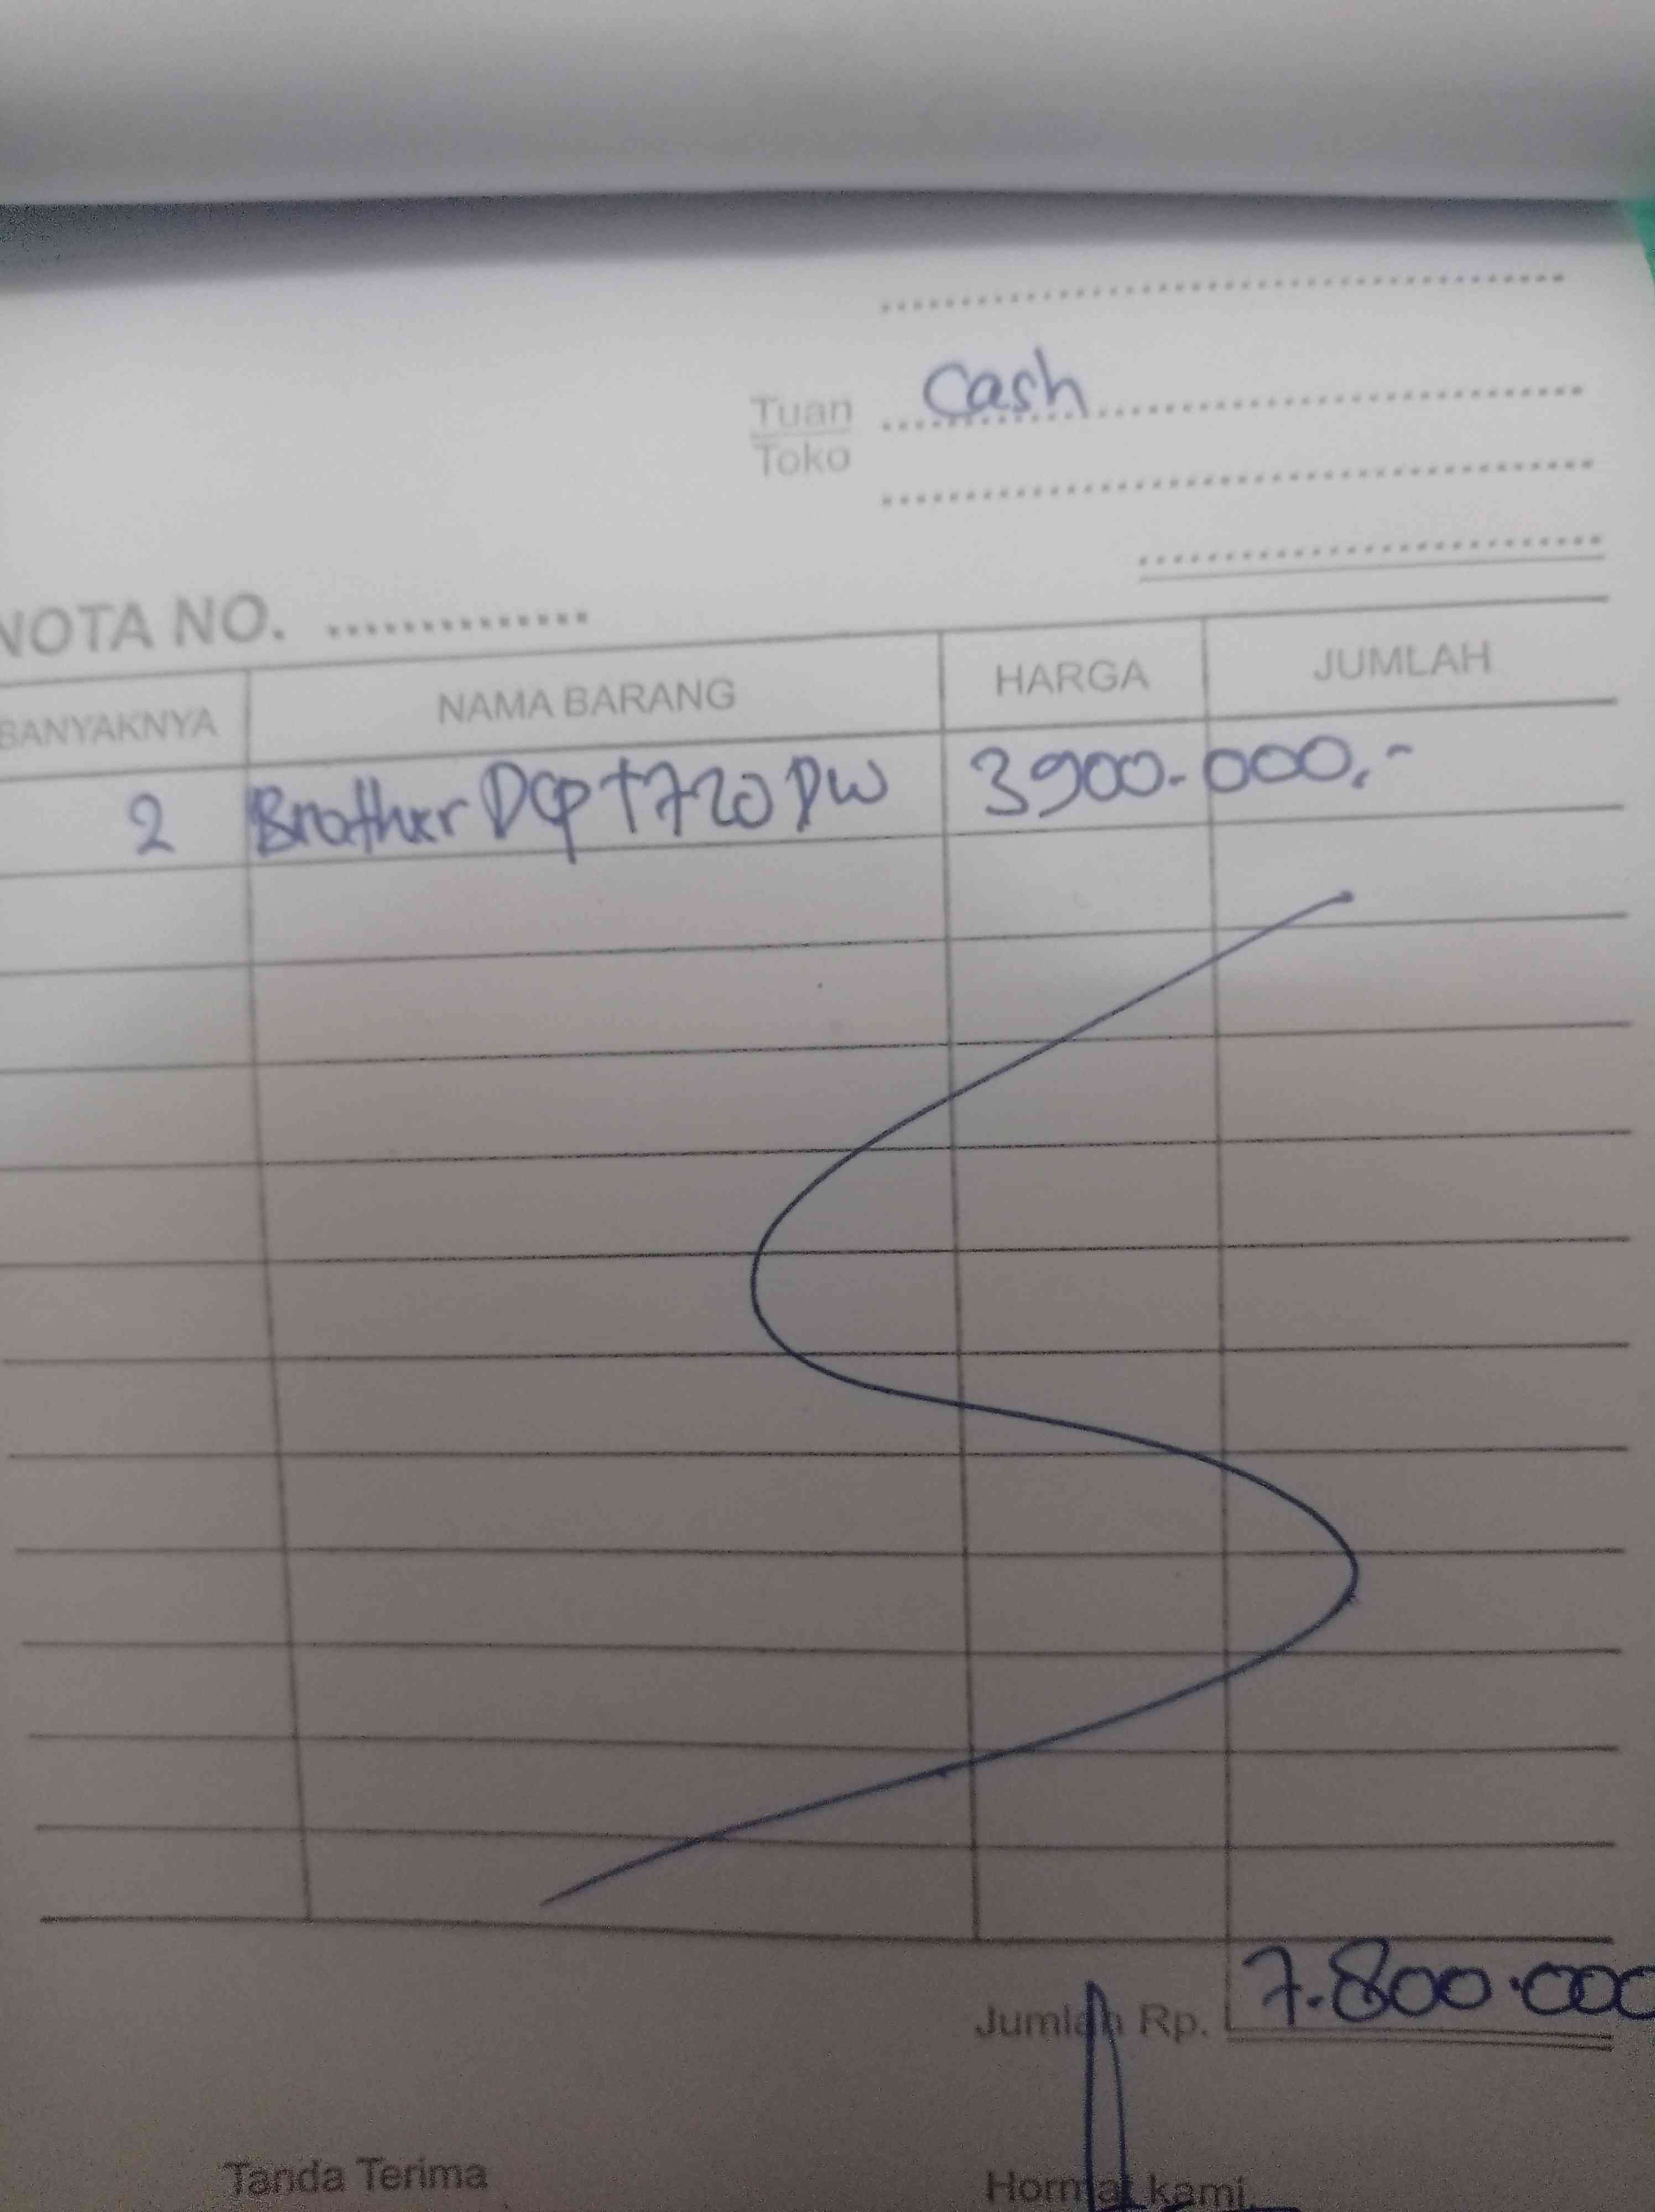 Cash
Tuan
Toko
NOTA NO. ..............
BANYAKNYA NAMA BARANG HARGA JUMLAH
2 Brother DCP T720 DW 3900.000,-
Jumlah Rp. 7.800.000
Tanda Terima Hormat kami,